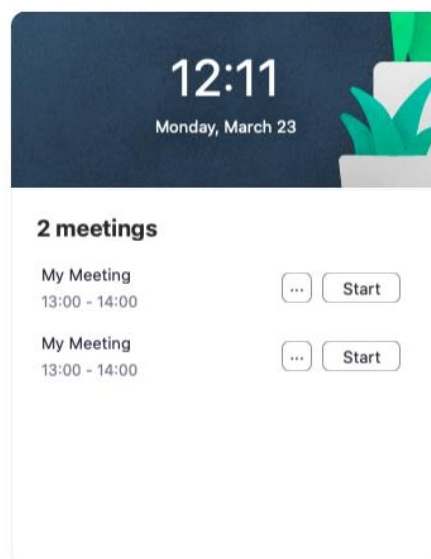 12:11
Monday, March 23
2 meetings
My Meeting
... Start
13:00 - 14:00
My Meeting
... Start
13:00 - 14:00